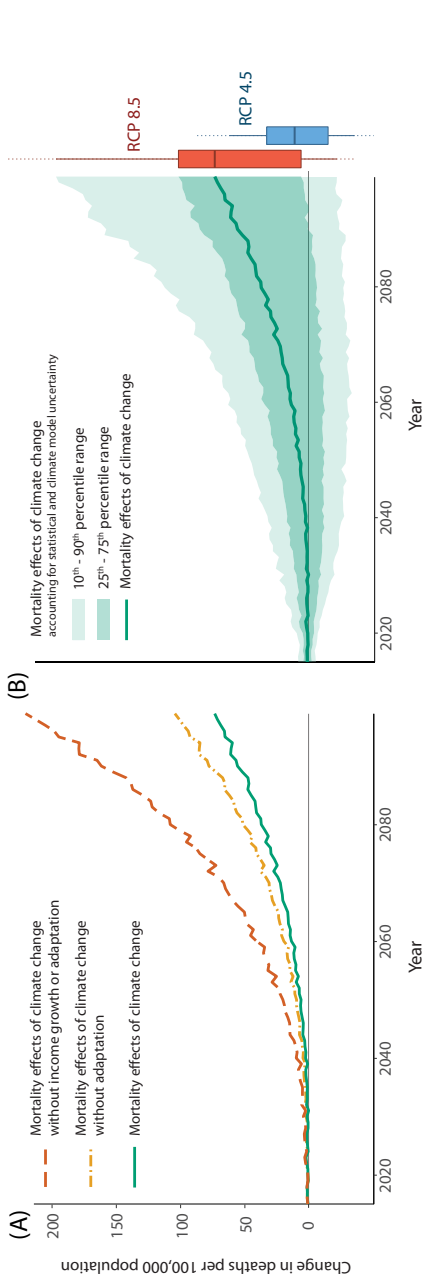 (A)
Change in deaths per 100,000 population
200
150
100
50
0
Mortality effects of climate change
without income growth or adaptation
Mortality effects of climate change
without adaptation
Mortality effects of climate change
2020
2040
2060
2080
Year
(B)
Mortality effects of climate change
accounting for statistical and climate model uncertainty
10th - 90th percentile range
25th - 75th percentile range
Mortality effects of climate change
2020
2040
2060
2080
Year
RCP 8.5
RCP 4.5